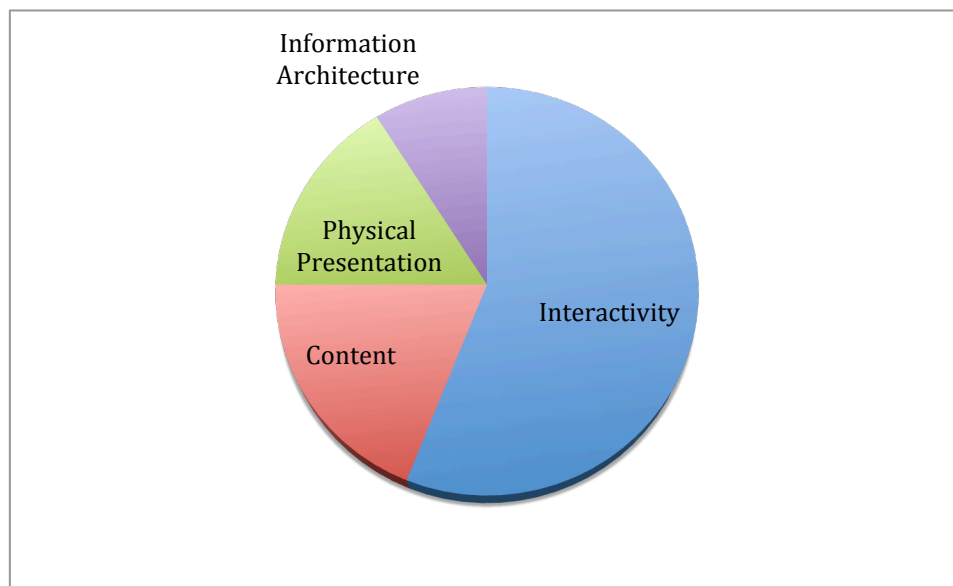 Information
Architecture
Physical
Presentation
Interactivity
Content